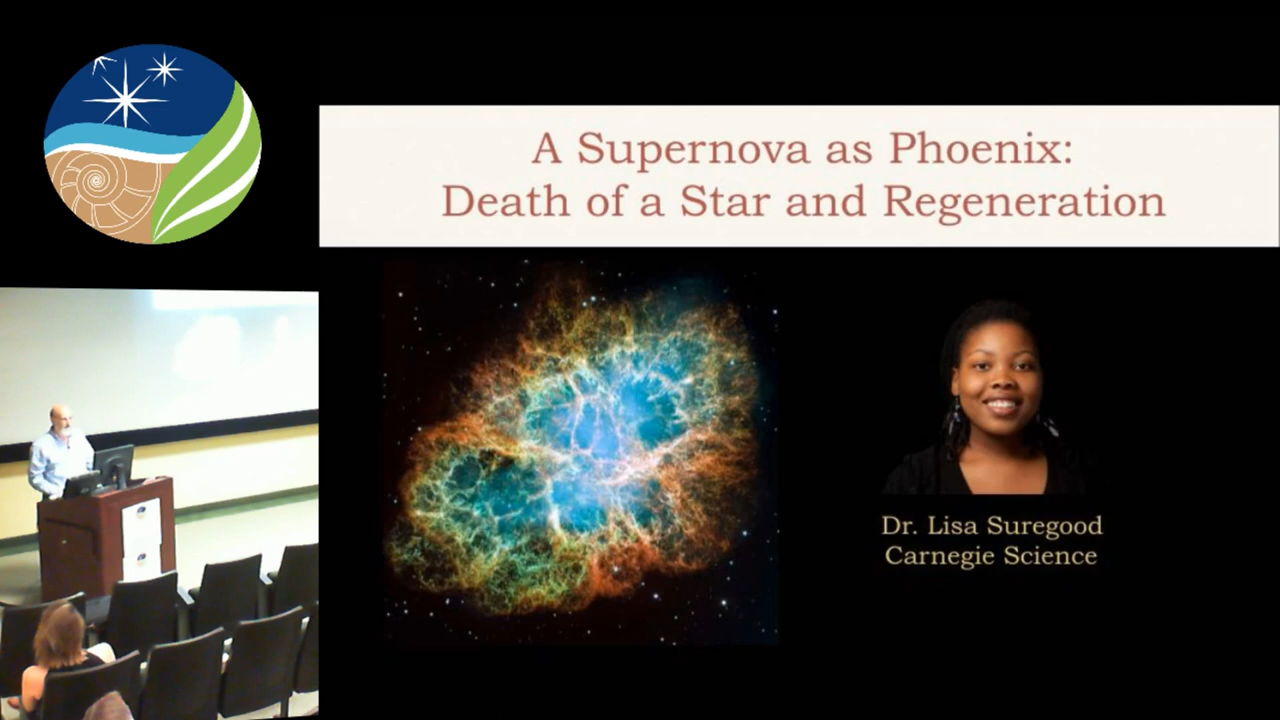 A Supernova as Phoenix:
Death of a Star and Regeneration
Dr. Lisa Suregood
Carnegie Science